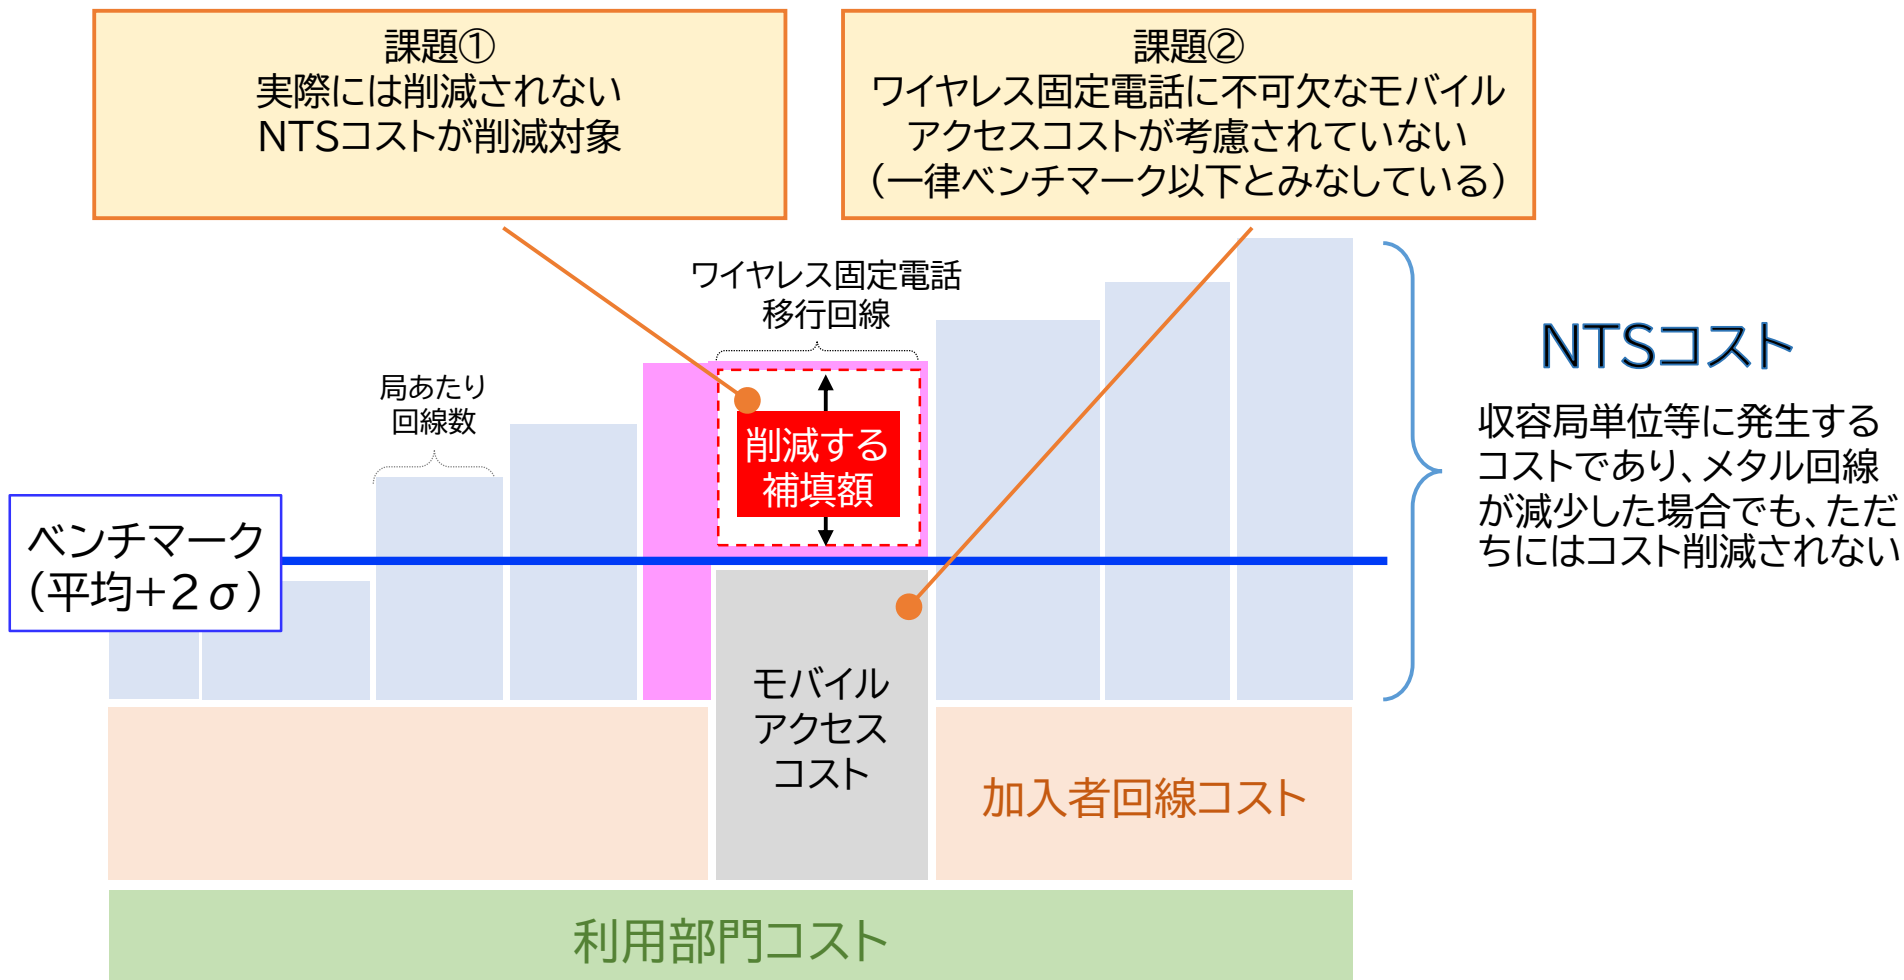 課題①
実際には削減されない
NTSコストが削減対象
課題②
ワイヤレス固定電話に不可欠なモバイル
アクセスコストが考慮されていない
（一律ベンチマーク以下とみなしている）
ワイヤレス固定電話
移行回線
局あたり
回線数
削減する
補填額
ベンチマーク
（平均+２σ）
NTSコスト
収容局単位等に発生する
コストであり、メタル回線
が減少した場合でも、ただ
ちにはコスト削減されない
モバイル
アクセス
コスト
加入者回線コスト
利用部門コスト